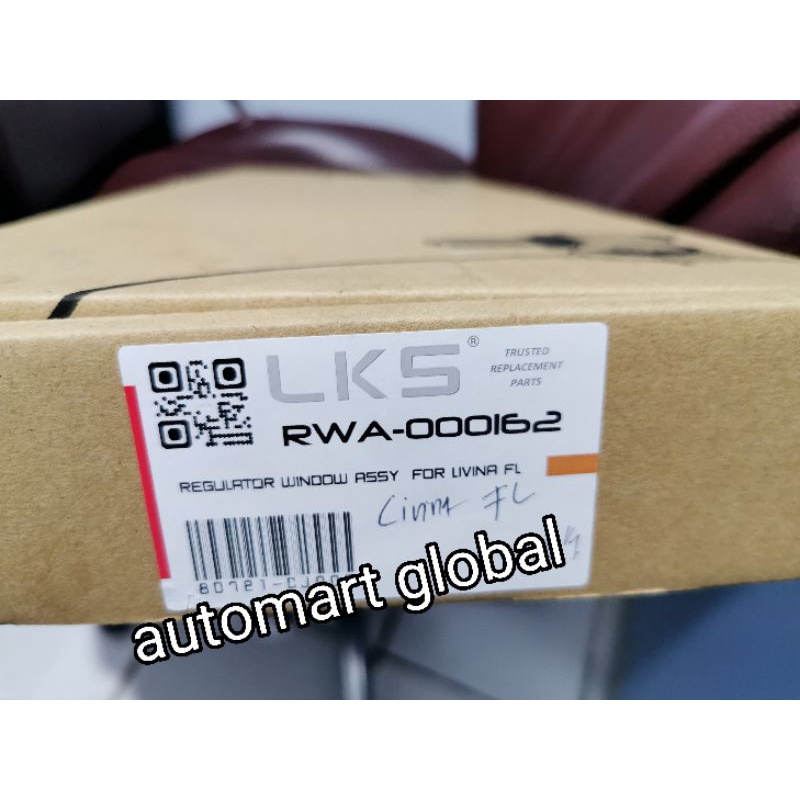 LKS®
TRUSTED
REPLACEMENT
PARTS
RWA-000162
REGULATOR WINDOW ASSY FOR LIVINA FL
Livina FL
automart global